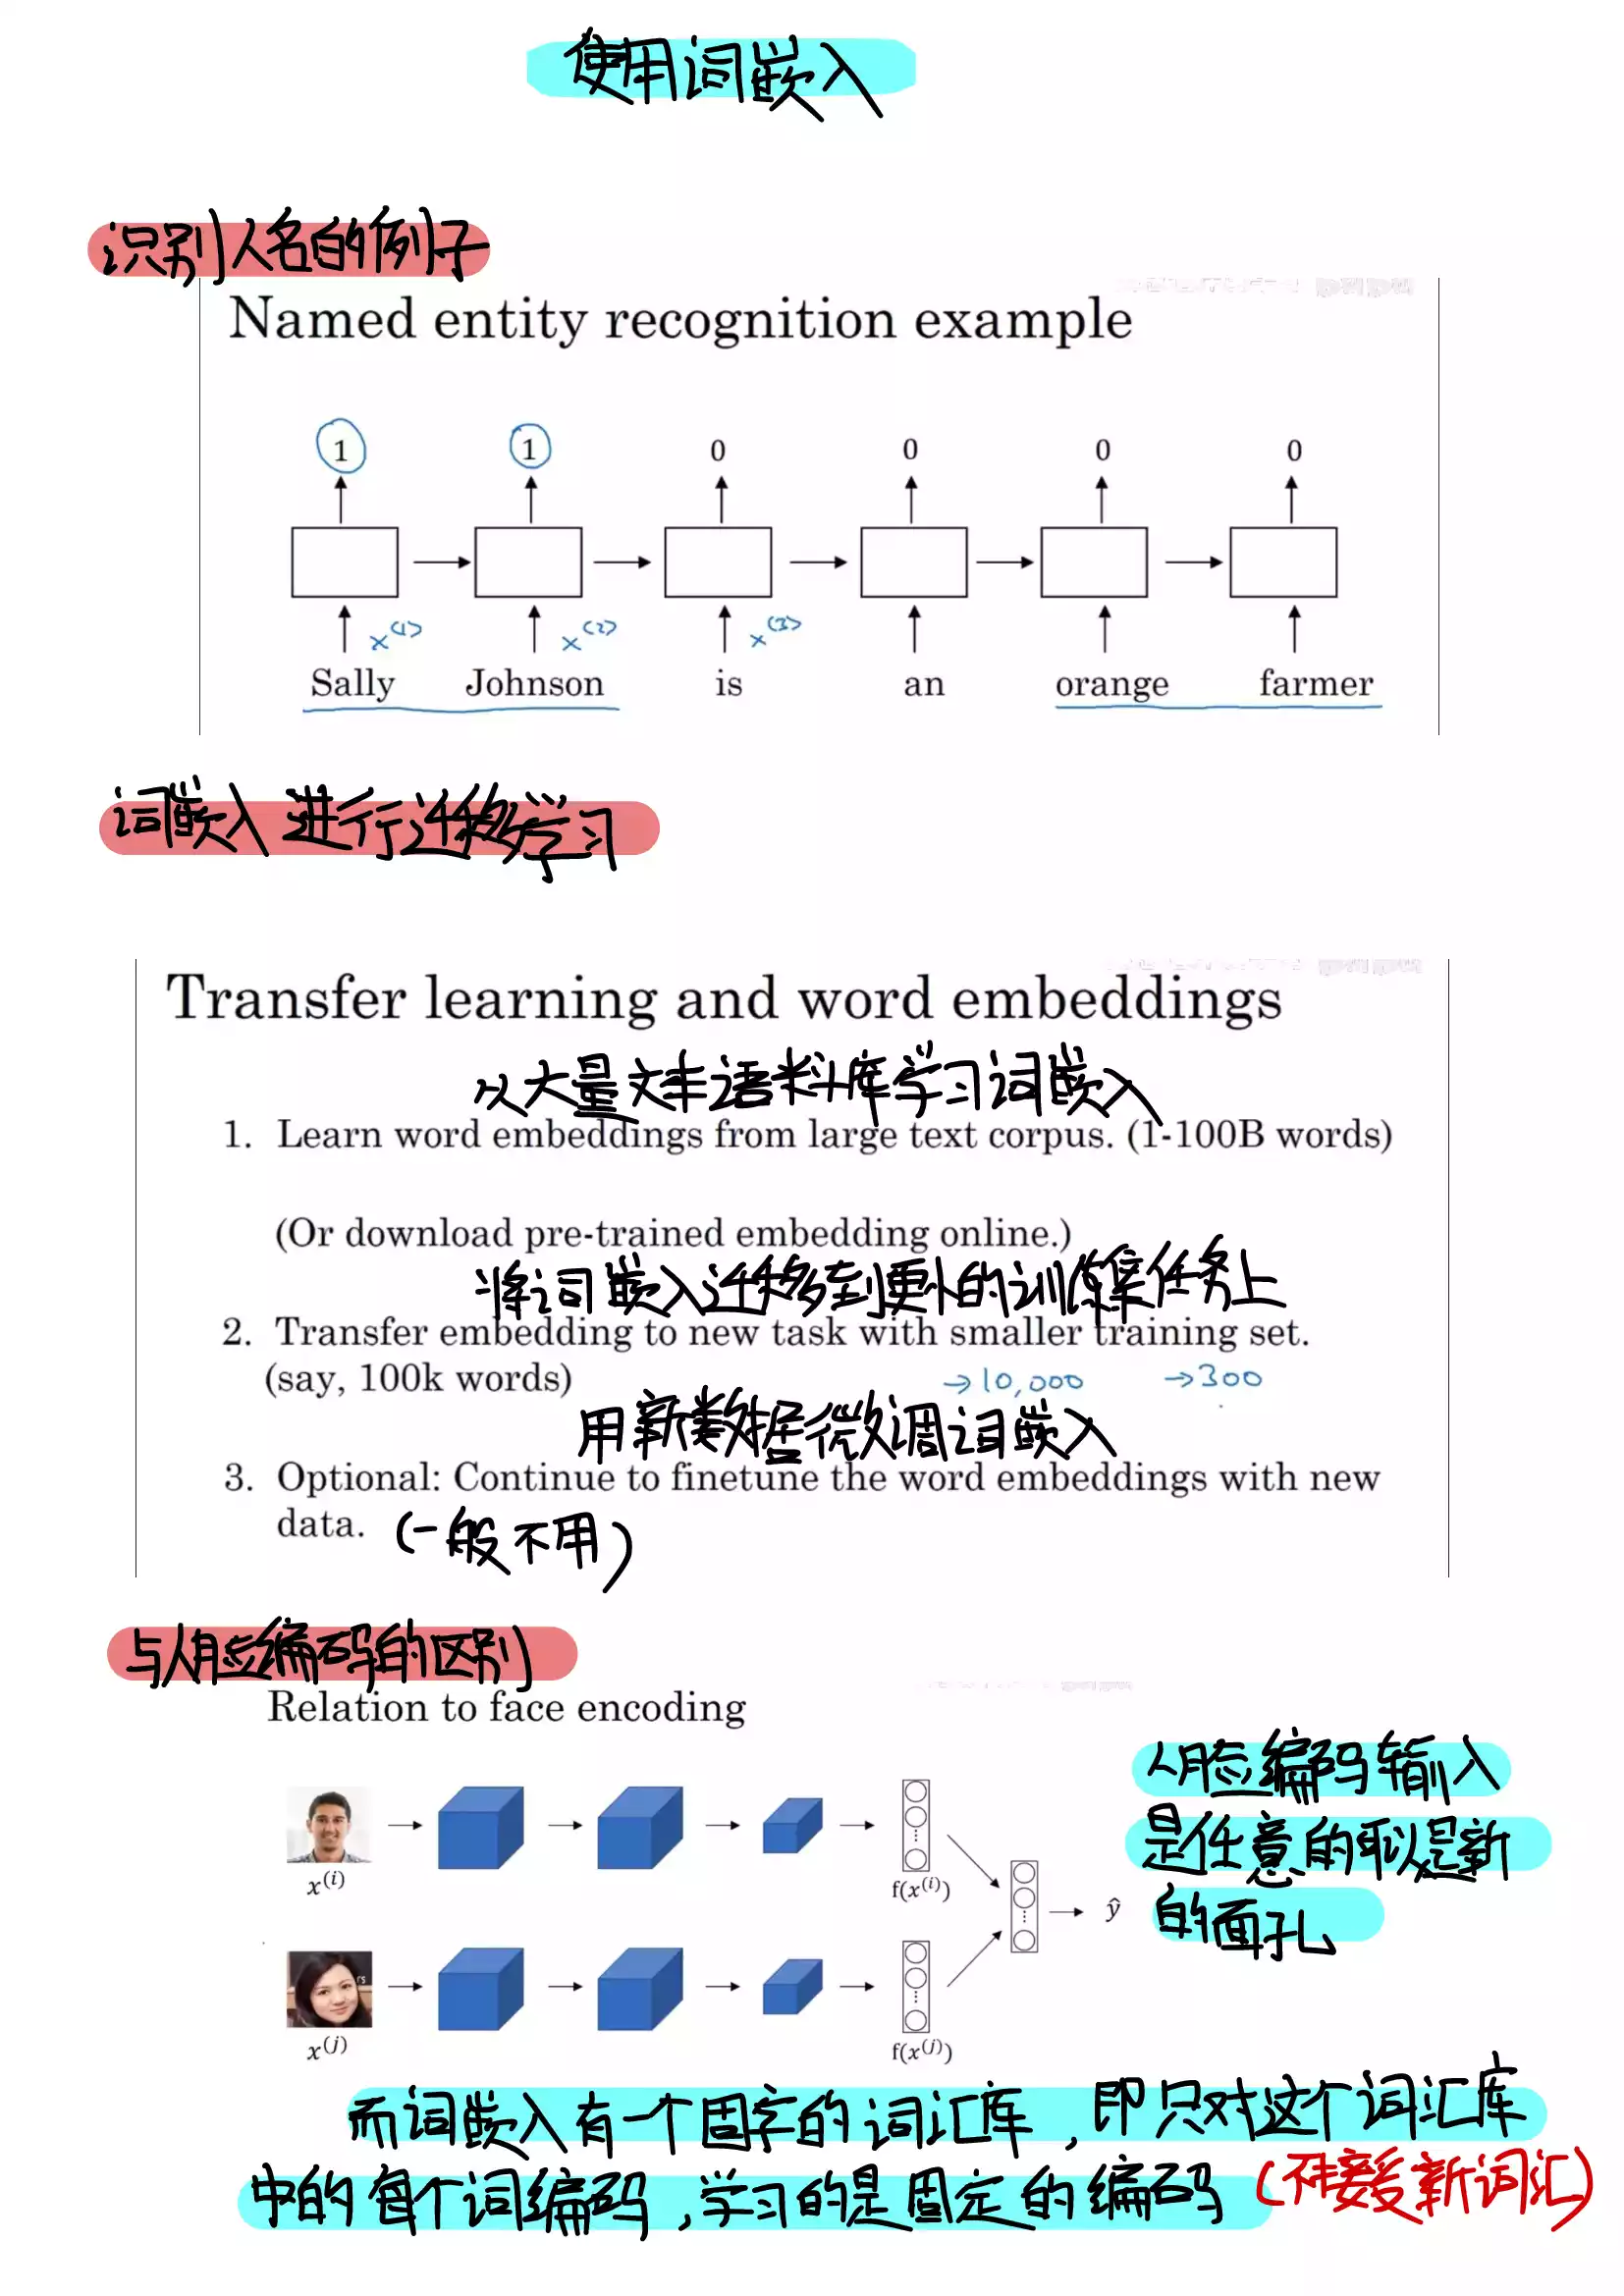 使用词嵌入
识别人名的例子
Named entity recognition example
1 1 0 0 0 0
x<1> x<2> x<3>
Sally Johnson is an orange farmer
词嵌入进行迁移学习
Transfer learning and word embeddings
从大量文本语料库学习词嵌入
1. Learn word embeddings from large text corpus. (1-100B words)
(Or download pre-trained embedding online.)
将词嵌入迁移到更小的训练集任务上
2. Transfer embedding to new task with smaller training set.
(say, 100k words) →10,000 →300
用新数据微调词嵌入
3. Optional: Continue to finetune the word embeddings with new
data. (一般不用)
与人脸编码的区别
Relation to face encoding
人脸编码输入
是任意的可以是新
的面孔
x(i) f(x(i))
ŷ
x(j) f(x(j))
而词嵌入有一个固定的词汇库,即只对这个词汇库
中的每个词编码,学习的是固定的编码 (不接受新词汇)